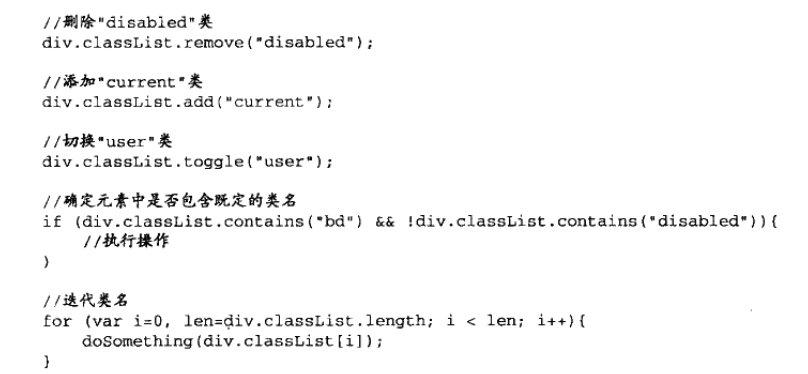 //删除"disabled"类
div.classList.remove("disabled");
//添加"current"类
div.classList.add("current");
//切换"user"类
div.classList.toggle("user");
//确定元素中是否包含既定的类名
if (div.classList.contains("bd") && !div.classList.contains("disabled")){
//执行操作
}
//迭代类名
for (var i=0, len=div.classList.length; i < len; i++){
doSomething(div.classList[i]);
}